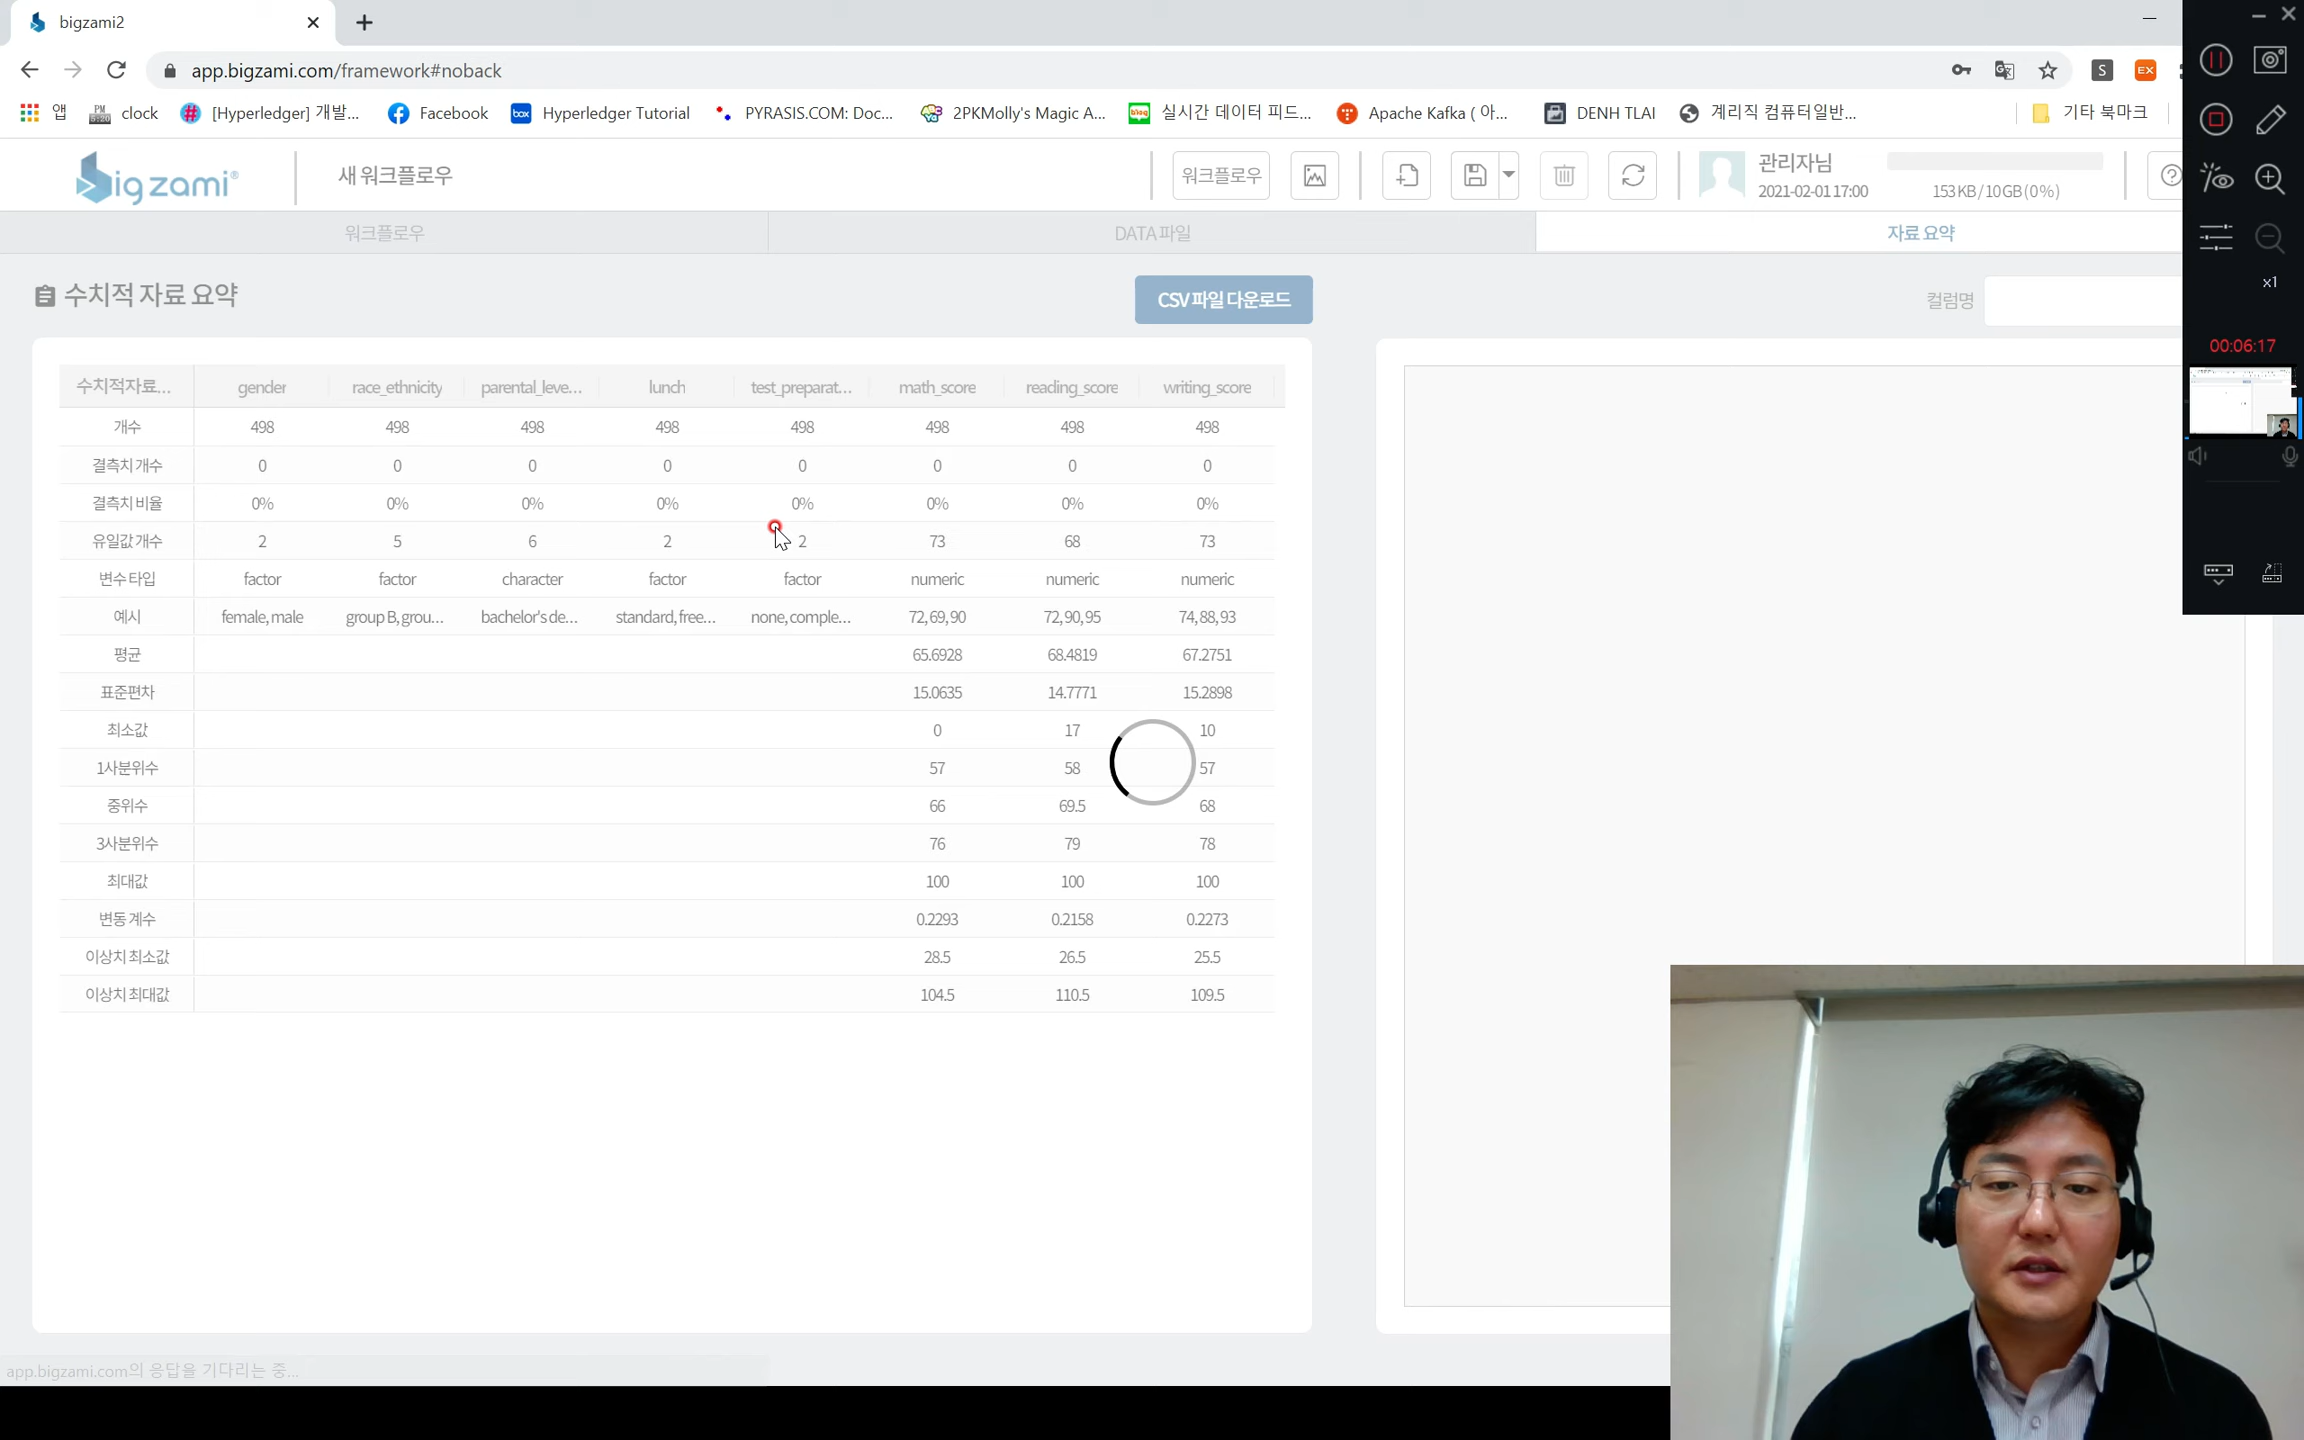 bigzami2
app.bigzami.com/framework#noback
S
EX
앱
PM
5:20
clock
[Hyperledger] 개발...
Facebook
box
Hyperledger Tutorial
PYRASIS.COM: Doc...
2PKMolly's Magic A...
blog
실시간 데이터 피드...
Apache Kafka ( 아...
DENH TLAI
계리직 컴퓨터일반...
기타 북마크
big zami®
새 워크플로우
워크플로우
관리자님
2021-02-01 17:00
153 KB / 10 GB (0%)
워크플로우
DATA 파일
자료 요약
x1
00:06:17
수치적 자료 요약
CSV 파일 다운로드
컬럼명
수치적자료... gender race_ethnicity parental_leve... lunch test_preparat... math_score reading_score writing_score
개수 498 498 498 498 498 498 498 498
결측치 개수 0 0 0 0 0 0 0 0
결측치 비율 0% 0% 0% 0% 0% 0% 0% 0%
유일값 개수 2 5 6 2 2 73 68 73
변수 타입 factor factor character factor factor numeric numeric numeric
예시 female, male group B, grou... bachelor's de... standard, free... none, comple... 72, 69, 90 72, 90, 95 74, 88, 93
평균 65.6928 68.4819 67.2751
표준편차 15.0635 14.7771 15.2898
최소값 0 17 10
1사분위수 57 58 57
중위수 66 69.5 68
3사분위수 76 79 78
최대값 100 100 100
변동 계수 0.2293 0.2158 0.2273
이상치 최소값 28.5 26.5 25.5
이상치 최대값 104.5 110.5 109.5
app.bigzami.com의 응답을 기다리는 중...